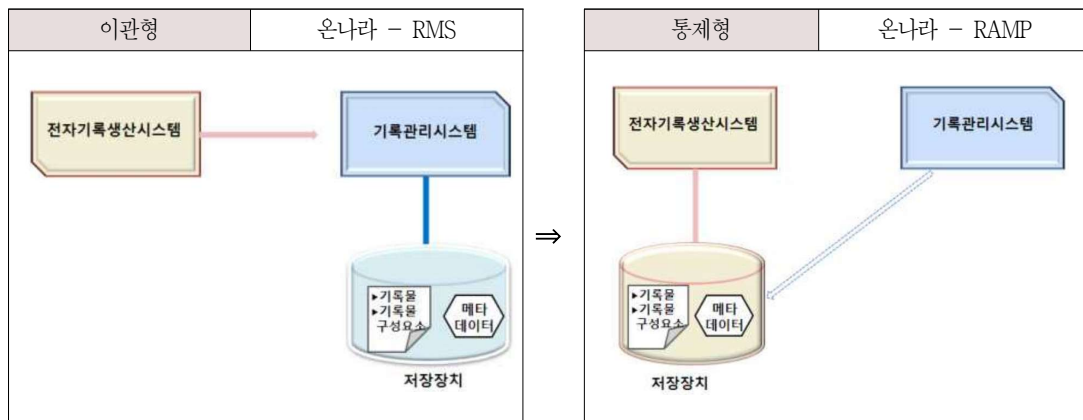 이관형
온나라 - RMS
전자기록생산시스템
기록관리시스템
▸기록물
▸기록물
구성요소
메타
데이터
저장장치
⇒
통제형
온나라 - RAMP
전자기록생산시스템
기록관리시스템
▸기록물
▸기록물
구성요소
메타
데이터
저장장치